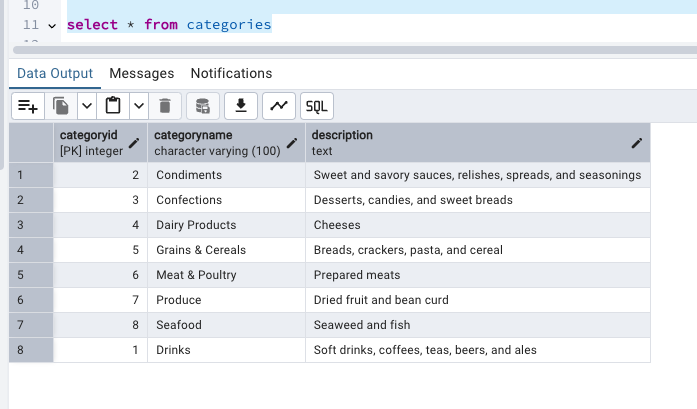 10
11 select * from categories
Data Output Messages Notifications
SQL
categoryid categoryname description
[PK] integer character varying (100) text
1 2 Condiments Sweet and savory sauces, relishes, spreads, and seasonings
2 3 Confections Desserts, candies, and sweet breads
3 4 Dairy Products Cheeses
4 5 Grains & Cereals Breads, crackers, pasta, and cereal
5 6 Meat & Poultry Prepared meats
6 7 Produce Dried fruit and bean curd
7 8 Seafood Seaweed and fish
8 1 Drinks Soft drinks, coffees, teas, beers, and ales